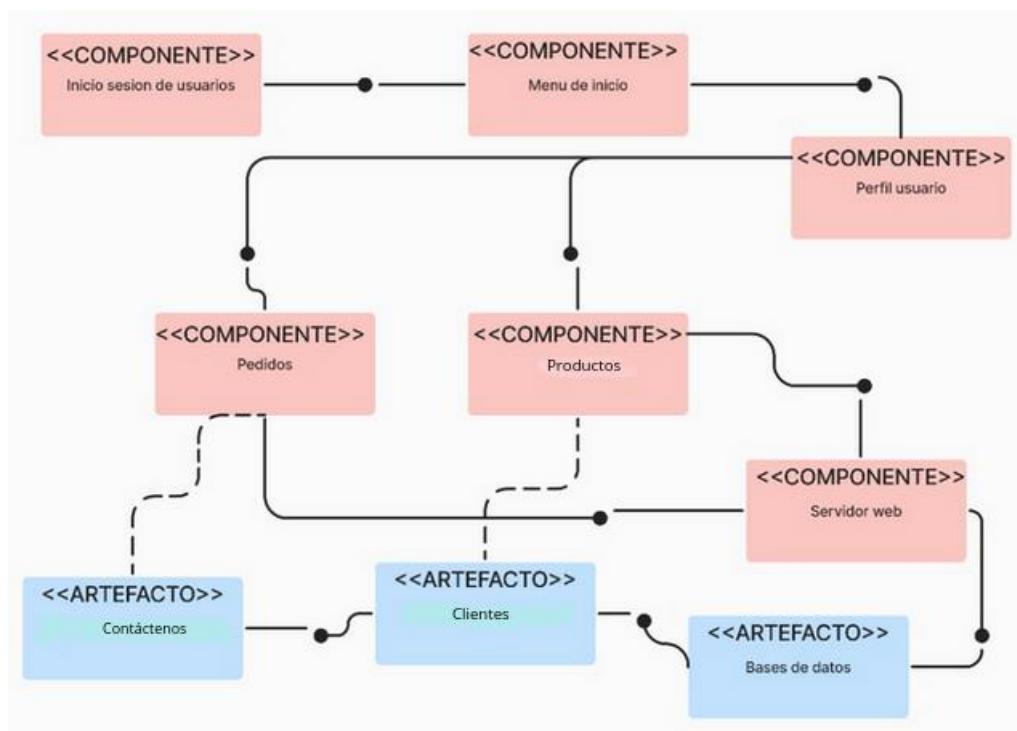 <<COMPONENTE>>
Inicio sesion de usuarios
<<COMPONENTE>>
Menu de inicio
<<COMPONENTE>>
Perfil usuario
<<COMPONENTE>>
Pedidos
<<COMPONENTE>>
Productos
<<COMPONENTE>>
Servidor web
<<ARTEFACTO>>
Contáctenos
<<ARTEFACTO>>
Clientes
<<ARTEFACTO>>
Bases de datos